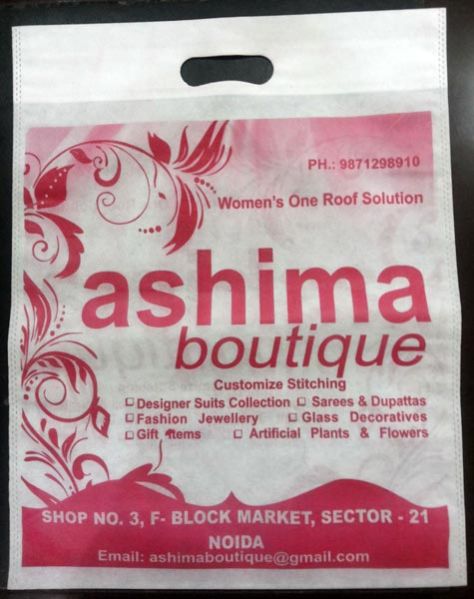 PH.: 9871298910
Women's One Roof Solution
ashima
boutique
Customize Stitching
Designer Suits Collection Sarees & Dupattas
Fashion Jewellery Glass Decoratives
Gift Items Artificial Plants & Flowers
SHOP NO. 3, F- BLOCK MARKET, SECTOR - 21
NOIDA
Email: ashimaboutique@gmail.com